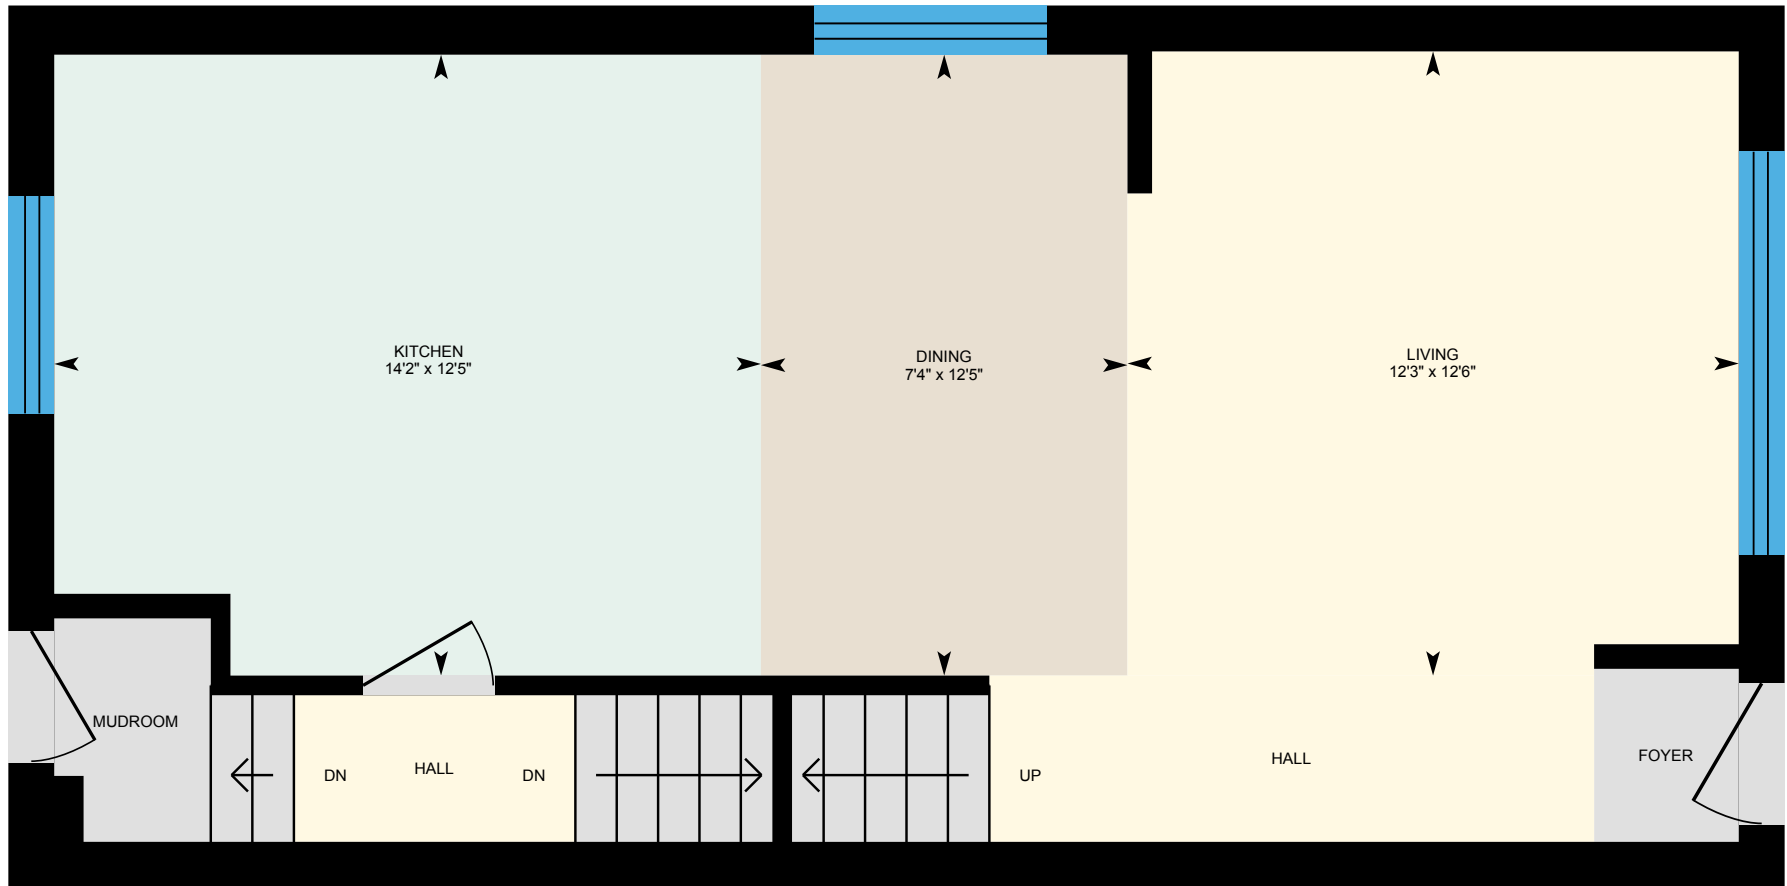 KITCHEN
14'2" x 12'5"
DINING
7'4" x 12'5"
LIVING
12'3" x 12'6"
MUDROOM
DN
HALL
DN
UP
HALL
FOYER